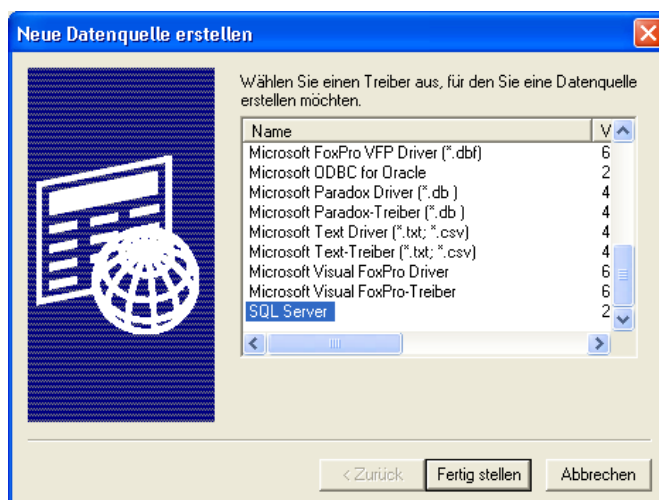 Neue Datenquelle erstellen
Wählen Sie einen Treiber aus, für den Sie eine Datenquelle
erstellen möchten.
Name V
Microsoft FoxPro VFP Driver (*.dbf) 6
Microsoft ODBC for Oracle 2
Microsoft Paradox Driver (*.db ) 4
Microsoft Paradox-Treiber (*.db ) 4
Microsoft Text Driver (*.txt; *.csv) 4
Microsoft Text-Treiber (*.txt; *.csv) 4
Microsoft Visual FoxPro Driver 6
Microsoft Visual FoxPro-Treiber 6
SQL Server 2
< Zurück Fertig stellen Abbrechen